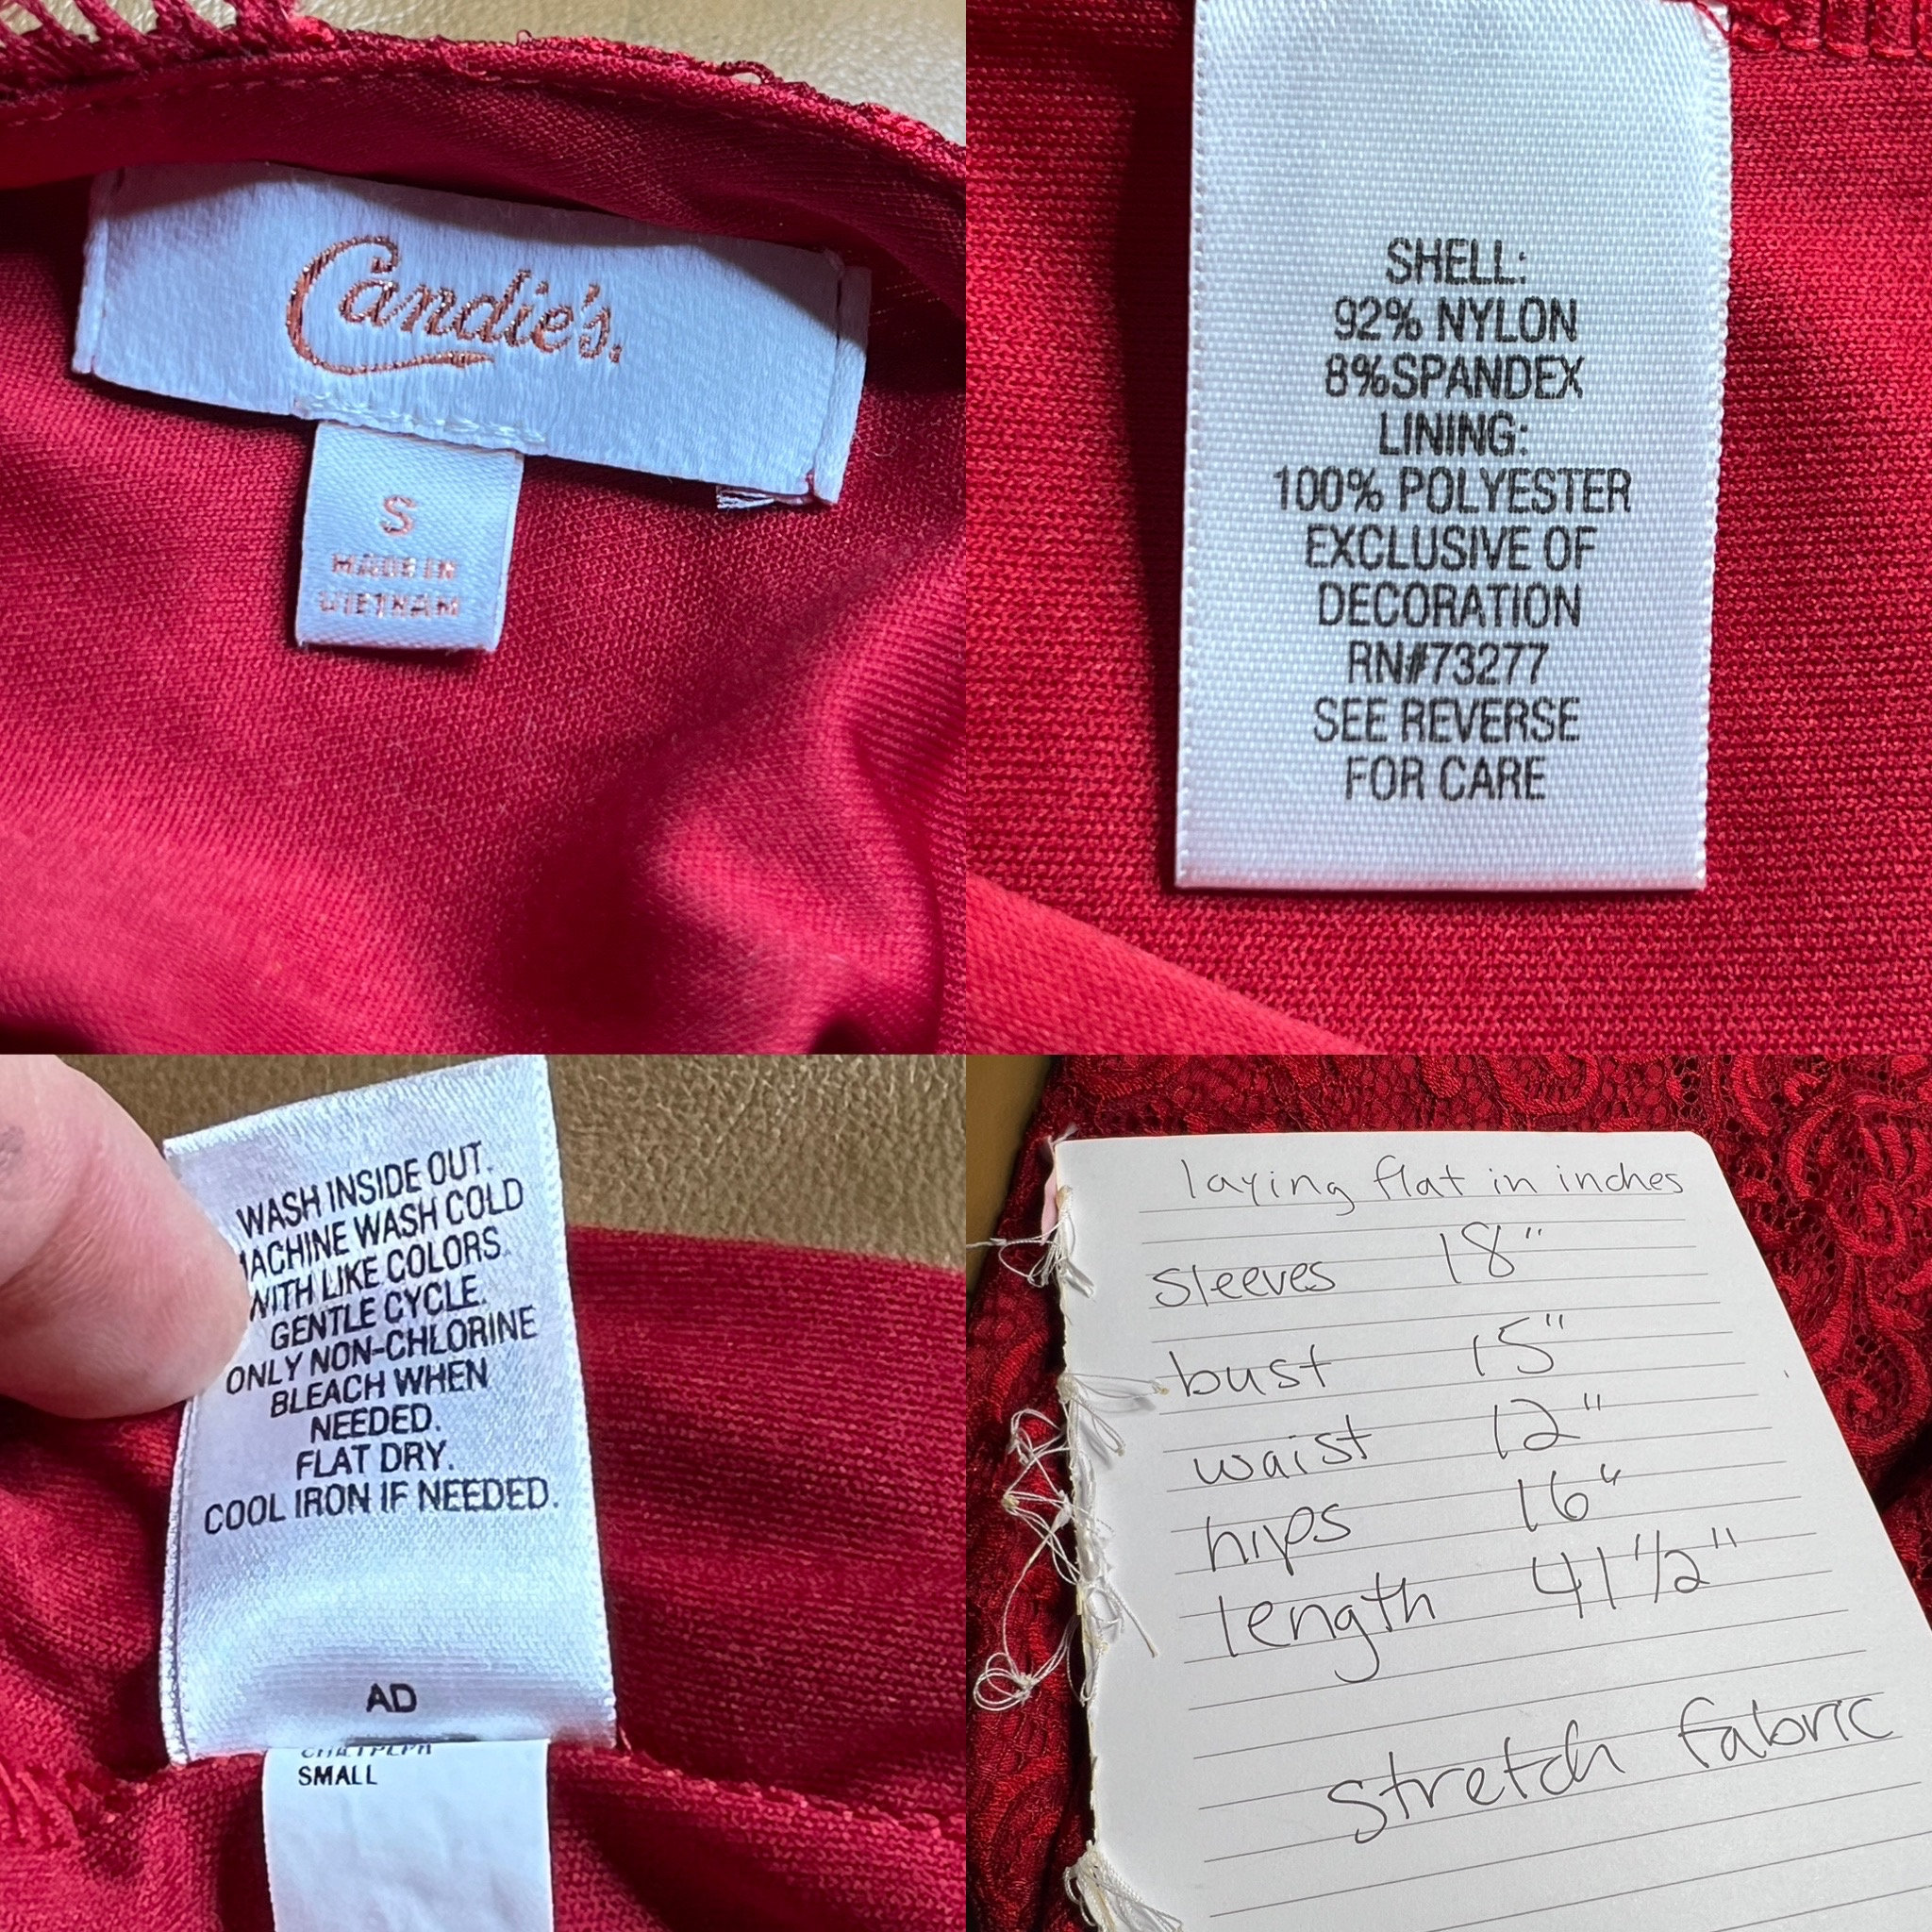 Candie's.
S
MADE IN
VIETNAM
SHELL:
92% NYLON
8%SPANDEX
LINING:
100% POLYESTER
EXCLUSIVE OF
DECORATION
RN#73277
SEE REVERSE
FOR CARE
WASH INSIDE OUT.
MACHINE WASH COLD
WITH LIKE COLORS.
GENTLE CYCLE.
ONLY NON-CHLORINE
BLEACH WHEN
NEEDED.
FLAT DRY.
COOL IRON IF NEEDED.
AD
SMALL
laying flat in inches
sleeves 18"
bust 15"
waist 12"
hips 16"
length 41 1/2"
stretch fabric